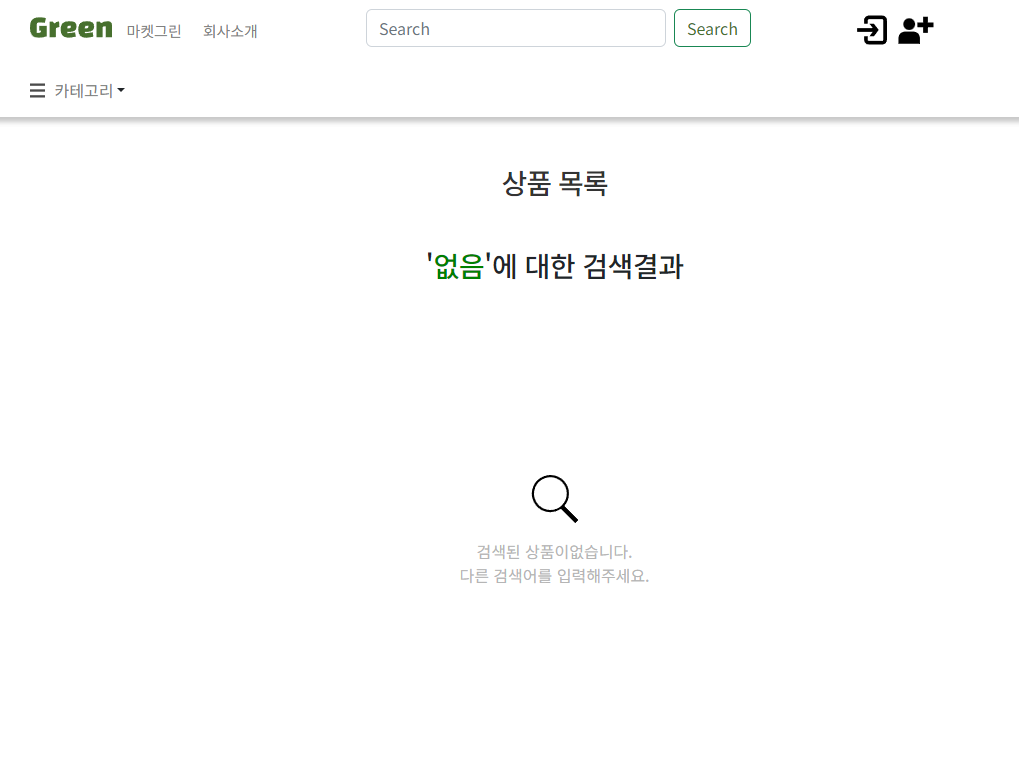 Green 마켓그린 회사소개 Search Search
카테고리
상품 목록
'없음'에 대한 검색결과
검색된 상품이없습니다.
다른 검색어를 입력해주세요.